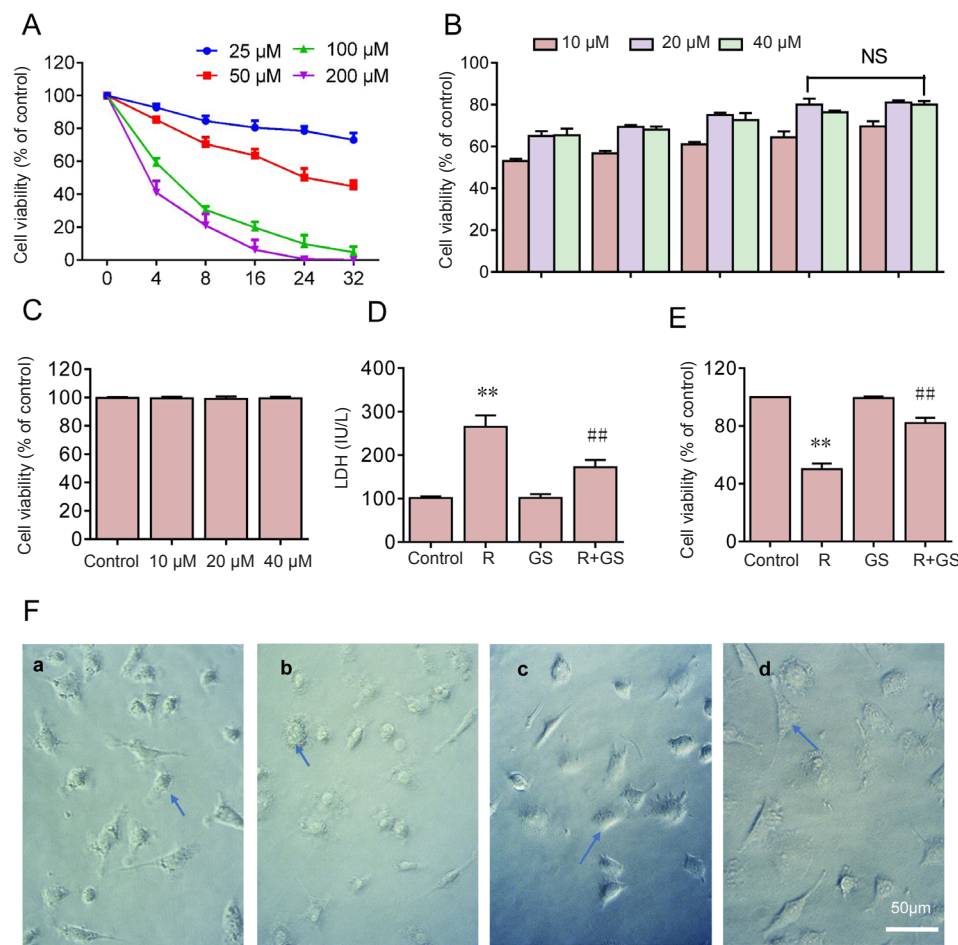 A
25 µM
100 µM
50 µM
200 µM
Cell viability (% of control)
120
100
80
60
40
20
0
0 4 8 16 24 32
B
10 µM 20 µM 40 µM
NS
Cell viability (% of control)
100
80
60
40
20
0
C
Cell viability (% of control)
120
100
80
60
40
20
0
Control 10 µM 20 µM 40 µM
D
LDH (IU/L)
400
300
200
100
0
**
##
Control R GS R+GS
E
Cell viability (% of control)
120
80
40
0
**
##
Control R GS R+GS
F
a
b
c
d
50µm